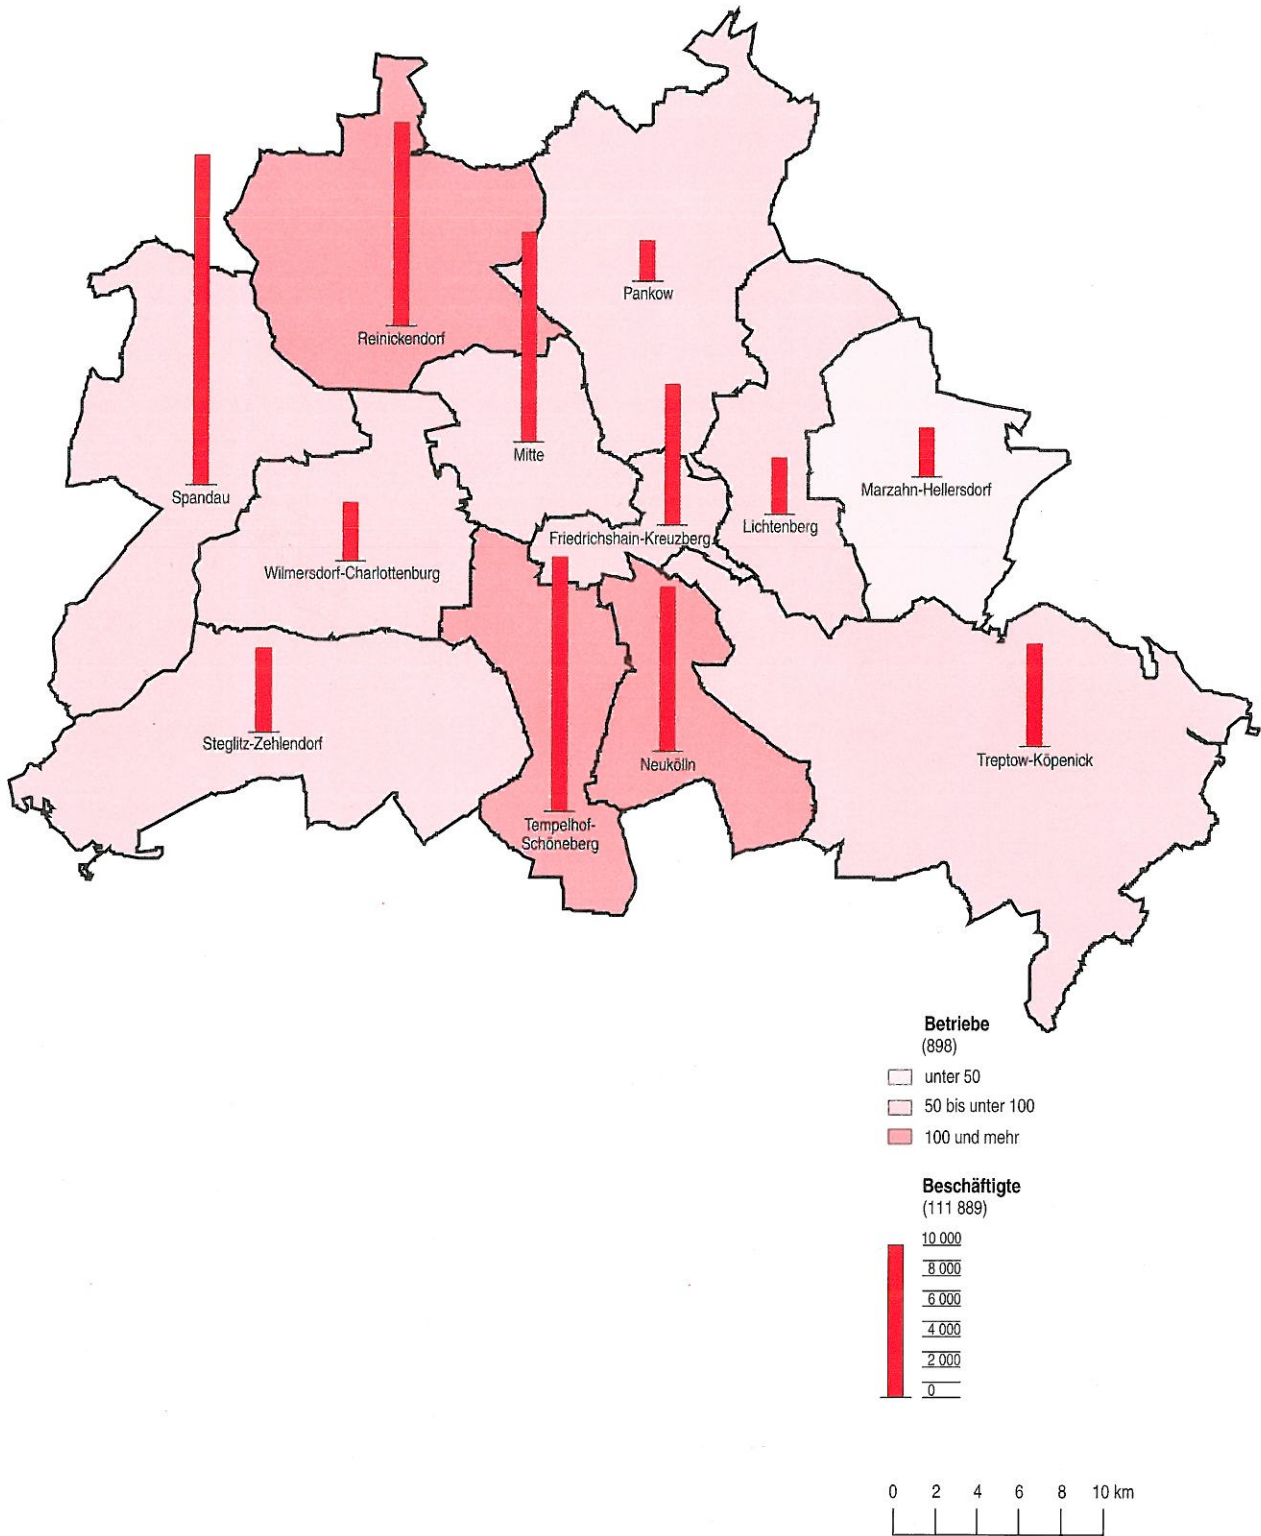 Pankow
Reinickendorf
Mitte
Spandau
Marzahn-Hellersdorf
Lichtenberg
Friedrichshain-Kreuzberg
Wilmersdorf-Charlottenburg
Steglitz-Zehlendorf
Neukölln
Treptow-Köpenick
Tempelhof-
Schöneberg
Betriebe
(898)
unter 50
50 bis unter 100
100 und mehr
Beschäftigte
(111 889)
10 000
8 000
6 000
4 000
2 000
0
0 2 4 6 8 10 km